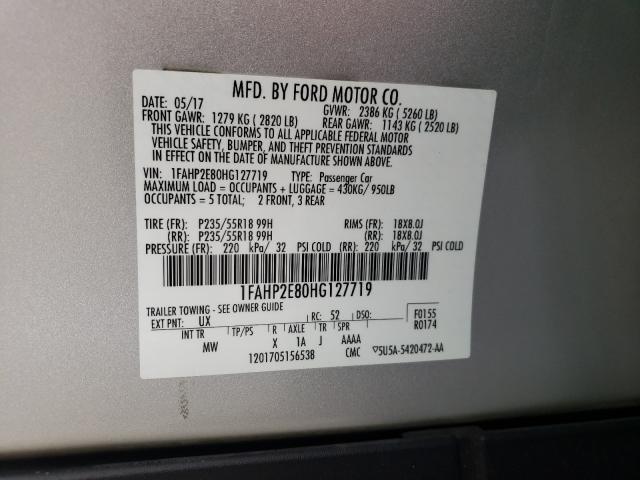 MFD. BY FORD MOTOR CO.
DATE: 05/17 GVWR: 2386 KG ( 5260 LB)
FRONT GAWR: 1279 KG ( 2820 LB) REAR GAWR: 1143 KG ( 2520 LB)
THIS VEHICLE CONFORMS TO ALL APPLICABLE FEDERAL MOTOR
VEHICLE SAFETY, BUMPER, AND THEFT PREVENTION STANDARDS
IN EFFECT ON THE DATE OF MANUFACTURE SHOWN ABOVE.
VIN: 1FAHP2E80HG127719 TYPE: Passenger Car
MAXIMUM LOAD = OCCUPANTS + LUGGAGE = 430KG/ 950LB
OCCUPANTS = 5 TOTAL; 2 FRONT, 3 REAR
TIRE (FR): P235/55R18 99H RIMS (FR): 18X8.0J
(RR): P235/55R18 99H (RR): 18X8.0J
PRESSURE (FR): 220 kPa/ 32 PSI COLD (RR): 220 kPa/ 32 PSI COLD
1FAHP2E80HG127719
TRAILER TOWING - SEE OWNER GUIDE
EXT PNT: UX RC: 52 DSO: F0155
INT TR TP/PS R AXLE TR SPR R0174
MW X 1A J AAAA
1201705156538 CMC 5U5A-5420472-AA